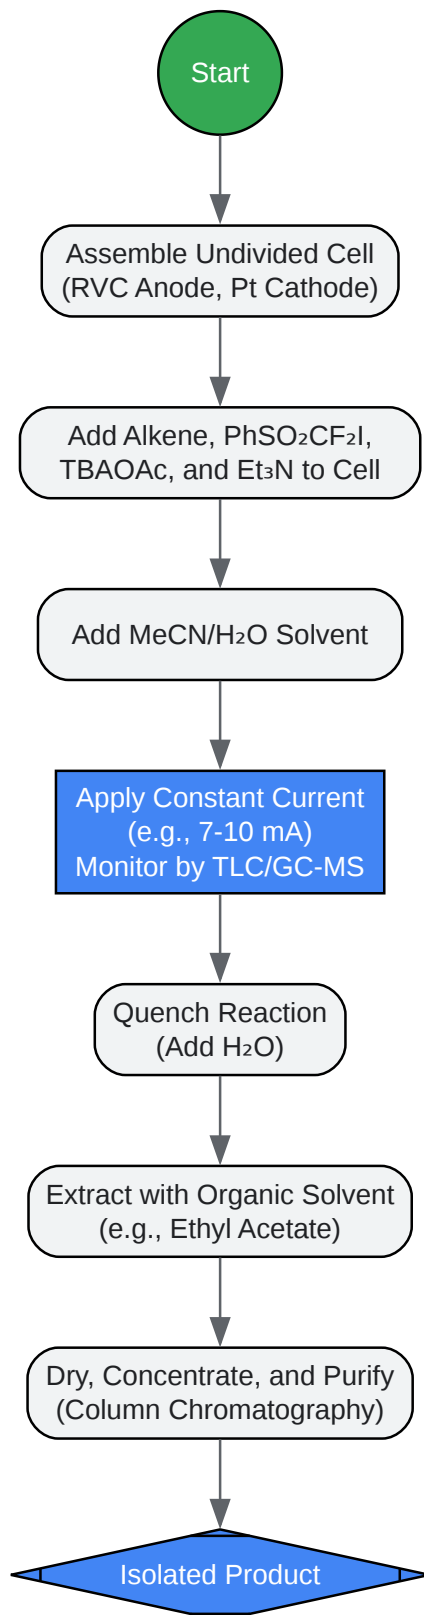 Start
Assemble Undivided Cell
(RVC Anode, Pt Cathode)
Add Alkene, PhSO₂CF₂I,
TBAOAc, and Et₃N to Cell
Add MeCN/H₂O Solvent
Apply Constant Current
(e.g., 7-10 mA)
Monitor by TLC/GC-MS
Quench Reaction
(Add H₂O)
Extract with Organic Solvent
(e.g., Ethyl Acetate)
Dry, Concentrate, and Purify
(Column Chromatography)
Isolated Product